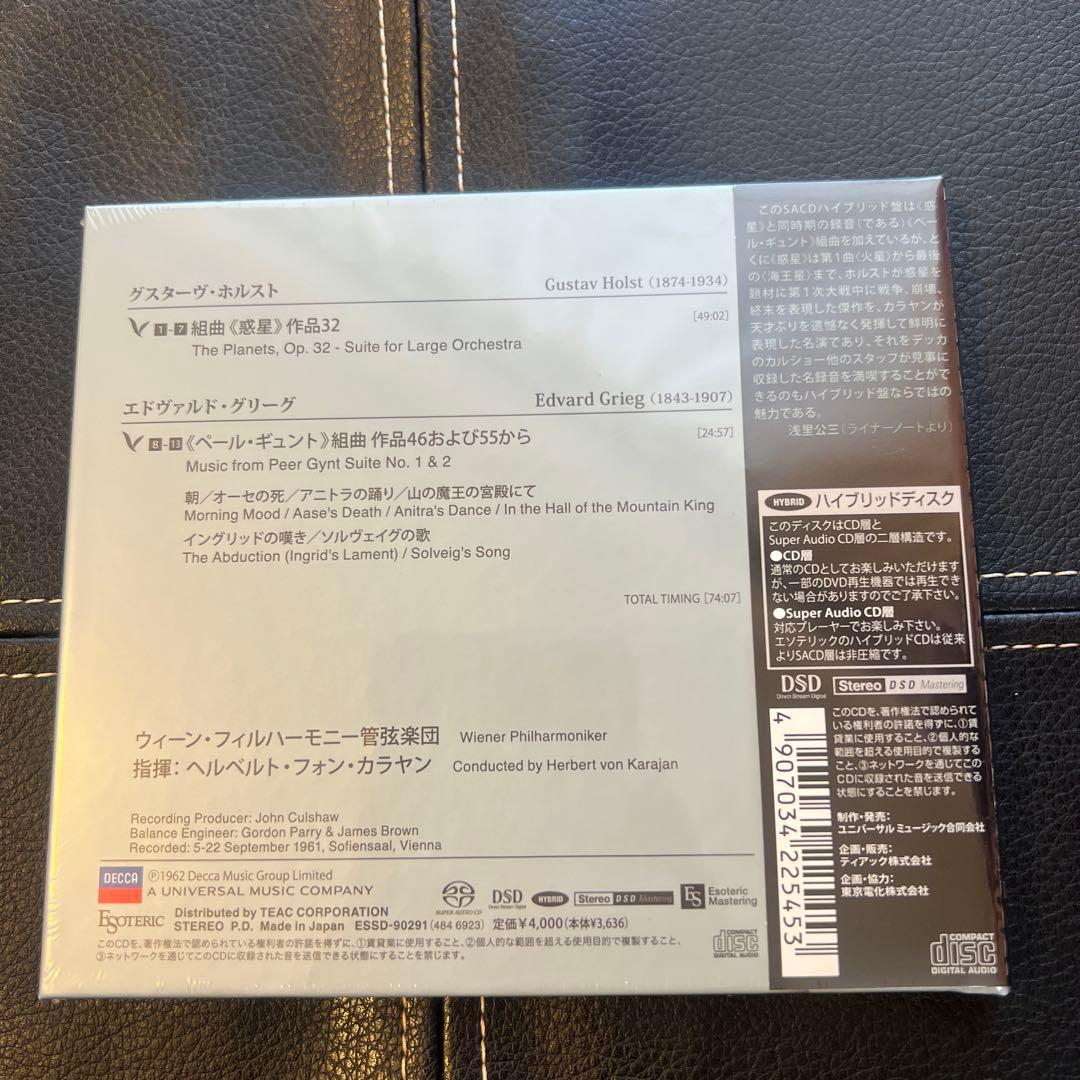 グスターヴ・ホルスト
Gustav Holst (1874-1934)
1-7 組曲《惑星》作品32
[49:02]
The Planets, Op. 32 - Suite for Large Orchestra
エドヴァルド・グリーグ
Edvard Grieg (1843-1907)
8-13 《ペール・ギュント》組曲 作品46および55から
[24:57]
Music from Peer Gynt Suite No. 1 & 2
朝/オーセの死/アニトラの踊り/山の魔王の宮殿にて
Morning Mood / Aase's Death / Anitra's Dance / In the Hall of the Mountain King
イングリッドの嘆き/ソルヴェイグの歌
The Abduction (Ingrid's Lament) / Solveig's Song
TOTAL TIMING [74:07]
ウィーン・フィルハーモニー管弦楽団 Wiener Philharmoniker
指揮:ヘルベルト・フォン・カラヤン Conducted by Herbert von Karajan
Recording Producer: John Culshaw
Balance Engineer: Gordon Parry & James Brown
Recorded: 5-22 September 1961, Sofiensaal, Vienna
DECCA
Ⓟ1962 Decca Music Group Limited
A UNIVERSAL MUSIC COMPANY
SUPER AUDIO CD
DSD
Direct Stream Digital
HYBRID
Stereo DSD Mastering
ES
Esoteric
Mastering
ESOTERIC
Distributed by TEAC CORPORATION
STEREO P.D. Made in Japan ESSD-90291 (484 6923) 定価¥4,000(本体¥3,636)
このCDを、著作権法で認められている権利者の許諾を得ずに、①賃貸業に使用すること、②個人的な範囲を超える使用目的で複製すること、
③ネットワークを通じてこのCDに収録された音を送信できる状態にすることを禁じます。
COMPACT
disc
DIGITAL AUDIO
このSACDハイブリッド盤は《惑
星》と同時期の録音(である)《ペー
ル・ギュント》組曲を加えているが、と
くに《惑星》は第1曲〈火星〉から最後
の〈海王星〉まで、ホルストが惑星を
題材に第1次大戦中に戦争、崩壊、
終末を表現した傑作を、カラヤンが
天才ぶりを遺憾なく発揮して鮮明に
表現した名演であり、それをデッカ
のカルショー他のスタッフが見事に
収録した名録音を満喫することがで
きるのもハイブリッド盤ならではの
魅力である。
浅里公三(ライナーノートより)
HYBRID ハイブリッドディスク
このディスクはCD層と
Super Audio CD層の二層構造です。
●CD層
通常のCDとしてお楽しみいただけます
が、一部のDVD再生機器では再生でき
ない場合がありますのでご了承下さい。
●Super Audio CD層
対応プレーヤーでお楽しみ下さい。
エソテリックのハイブリッドCDは従来
よりSACD層は非圧縮です。
DSD
Direct Stream Digital
Stereo DSD Mastering
4 907034 225453
このCDを、著作権法で認められて
いる権利者の許諾を得ずに、①賃
貸業に使用すること、②個人的な
範囲を超える使用目的で複製する
こと、③ネットワークを通じてこの
CDに収録された音を送信できる
状態にすることを禁じます。
制作・発売:
ユニバーサル ミュージック合同会社
企画・販売:
ティアック株式会社
企画・協力:
東京電化株式会社
COMPACT
disc
DIGITAL AUDIO